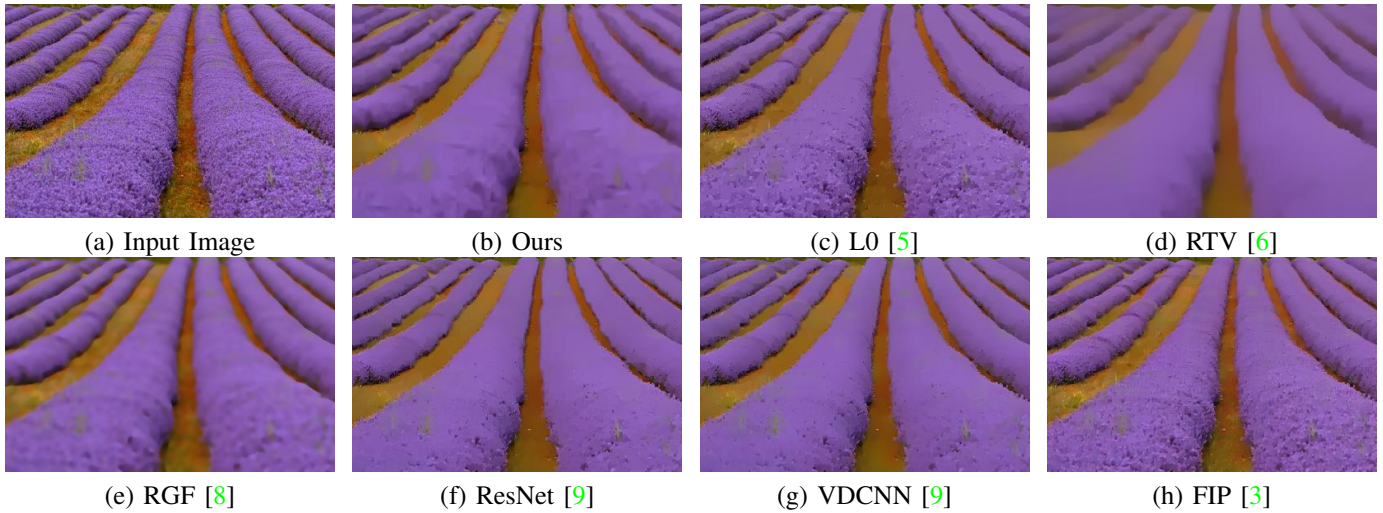 (a) Input Image
(b) Ours
(c) L0 [5]
(d) RTV [6]
(e) RGF [8]
(f) ResNet [9]
(g) VDCNN [9]
(h) FIP [3]